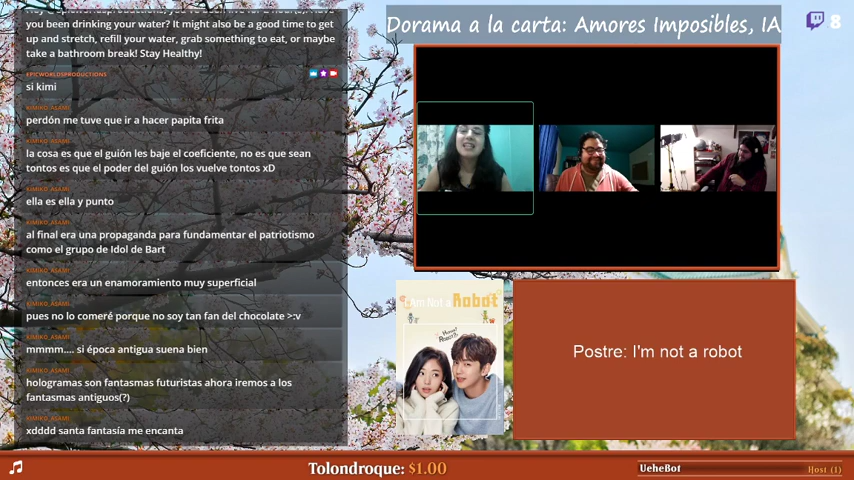 you been drinking your water? It might also be a good time to get
up and stretch, refill your water, grab something to eat, or maybe
take a bathroom break! Stay Healthy!
EPICWORLDSPRODUCTIONS
si kimi
KIMIKO_ASAMI
perdón me tuve que ir a hacer papita frita
KIMIKO_ASAMI
la cosa es que el guión les baje el coeficiente, no es que sean
tontos es que el poder del guión los vuelve tontos xD
KIMIKO_ASAMI
ella es ella y punto
KIMIKO_ASAMI
al final era una propaganda para fundamentar el patriotismo
como el grupo de Idol de Bart
KIMIKO_ASAMI
entonces era un enamoramiento muy superficial
KIMIKO_ASAMI
pues no lo comeré porque no soy tan fan del chocolate >:v
KIMIKO_ASAMI
mmmm.... si época antigua suena bien
KIMIKO_ASAMI
hologramas son fantasmas futuristas ahora iremos a los
fantasmas antiguos(?)
KIMIKO_ASAMI
xdddd santa fantasía me encanta
Dorama a la carta: Amores Imposibles, IA
8
I Am Not a Robot
Postre: I'm not a robot
Tolondroque: $1.00
UeheBot
Host (1)